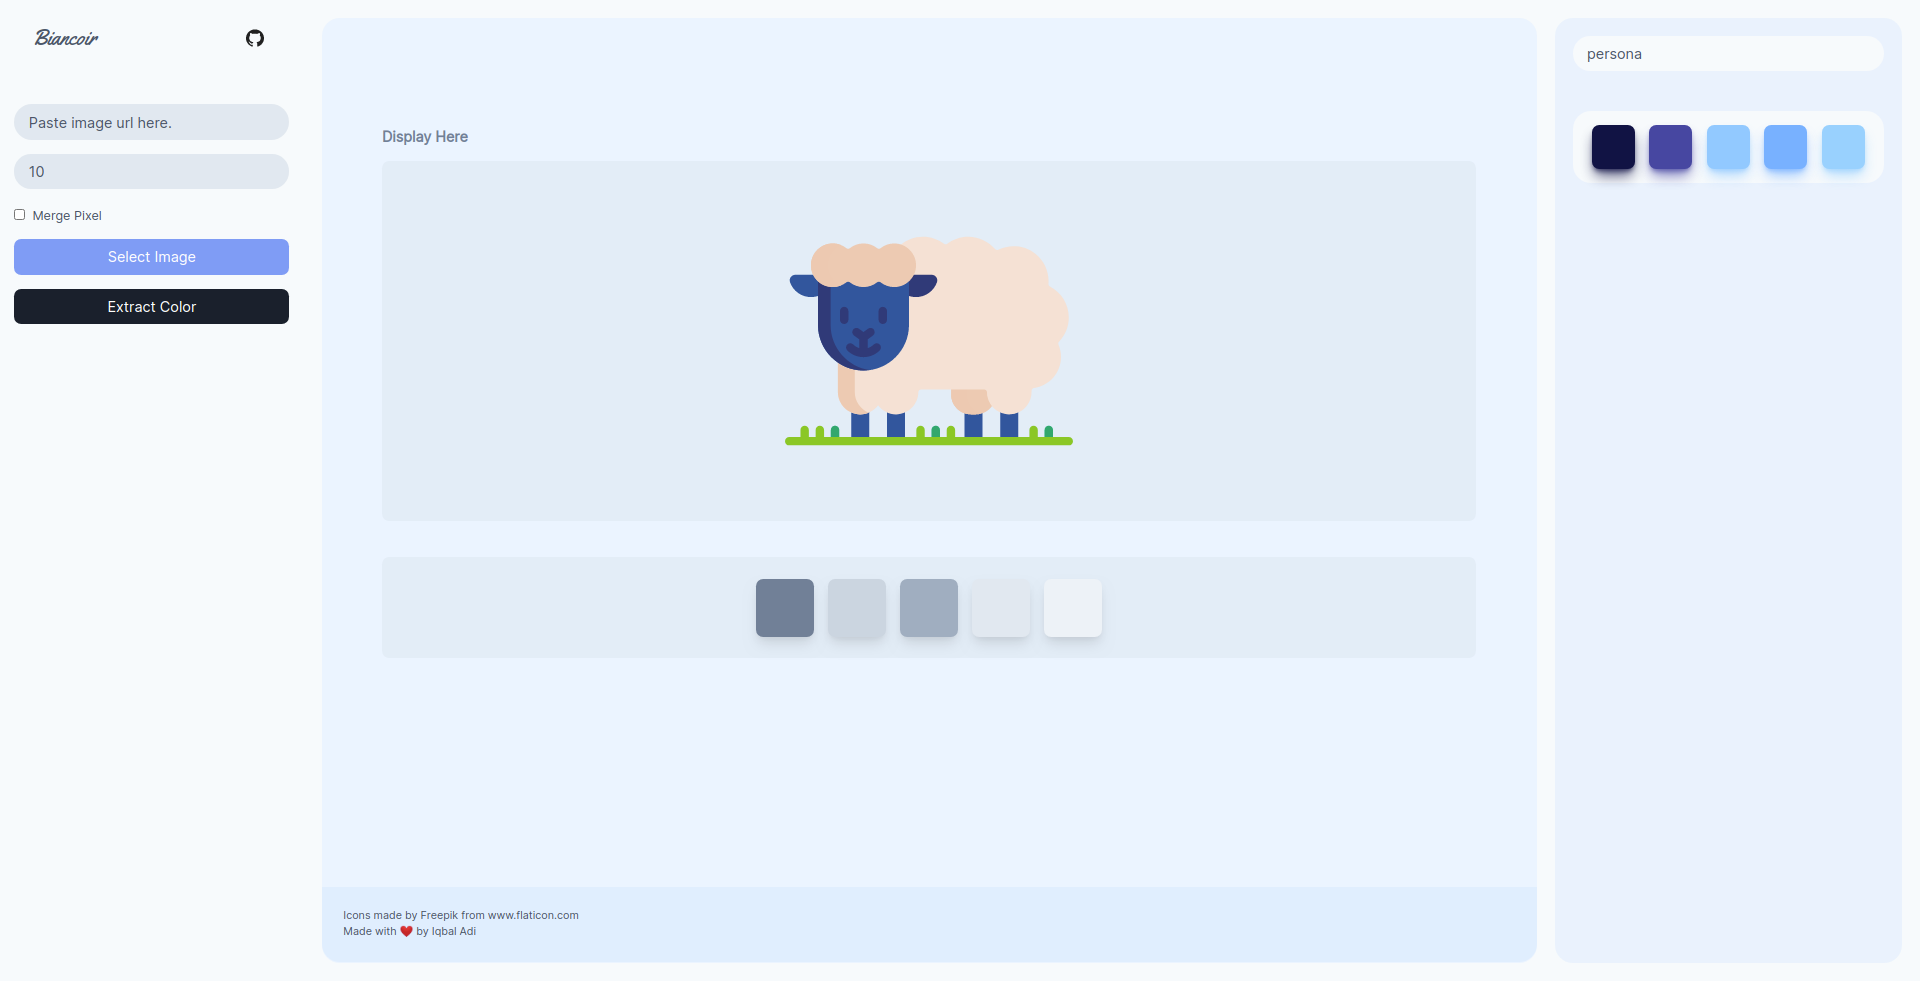 Biancoir
Paste image url here.
10
Merge Pixel
Select Image
Extract Color
Display Here
Icons made by Freepik from www.flaticon.com
Made with ❤️ by Iqbal Adi
persona